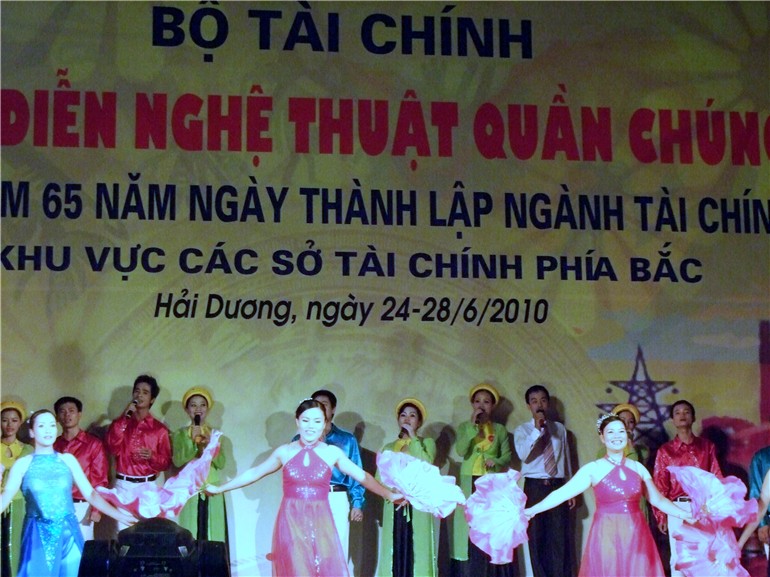 BỘ TÀI CHÍNH
DIỄN NGHỆ THUẬT QUẦN CHÚNG
65 NĂM NGÀY THÀNH LẬP NGÀNH TÀI CHÍN
KHU VỰC CÁC SỞ TÀI CHÍNH PHÍA BẮC
Hải Dương, ngày 24-28/6/2010